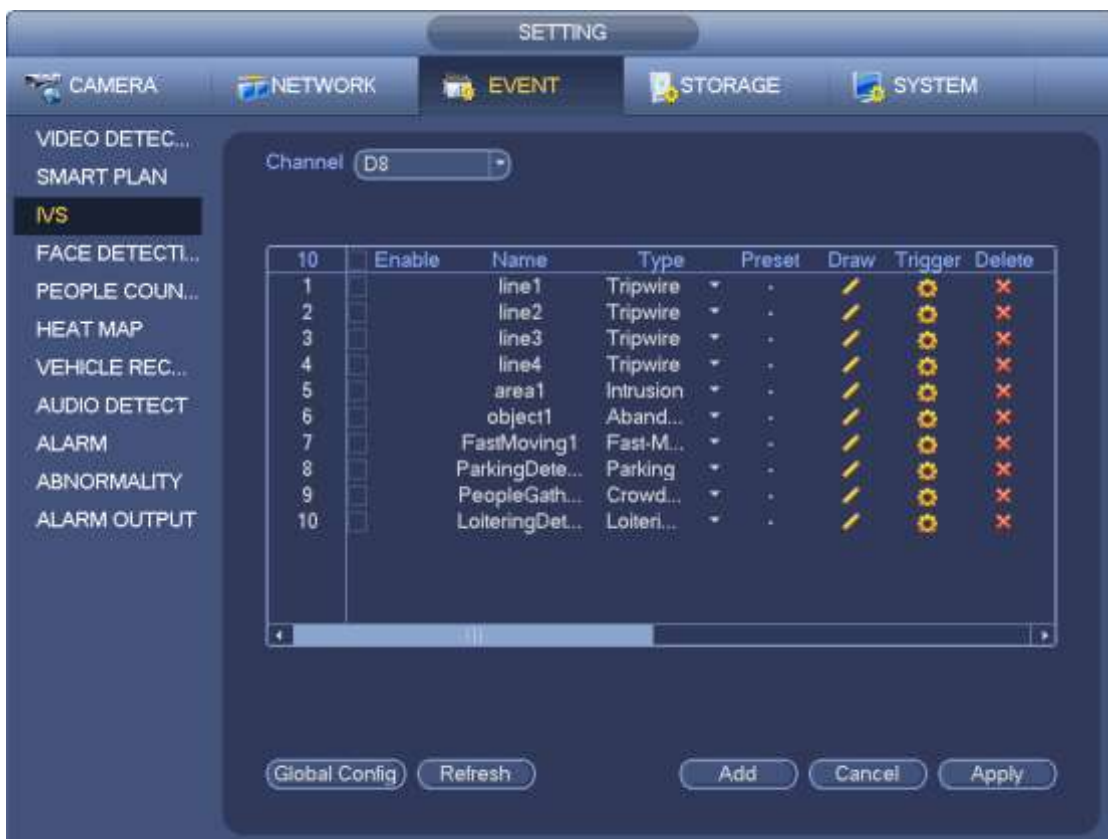 SETTING
CAMERA NETWORK EVENT STORAGE SYSTEM
VIDEO DETEC...
SMART PLAN
IVS
FACE DETECTI...
PEOPLE COUN...
HEAT MAP
VEHICLE REC...
AUDIO DETECT
ALARM
ABNORMALITY
ALARM OUTPUT
Channel D8
10 Enable Name Type Preset Draw Trigger Delete
1 line1 Tripwire -
2 line2 Tripwire -
3 line3 Tripwire -
4 line4 Tripwire -
5 area1 Intrusion -
6 object1 Aband... -
7 FastMoving1 Fast-M... -
8 ParkingDete... Parking -
9 PeopleGath... Crowd... -
10 LoiteringDet... Loiteri... -
Global Config Refresh Add Cancel Apply